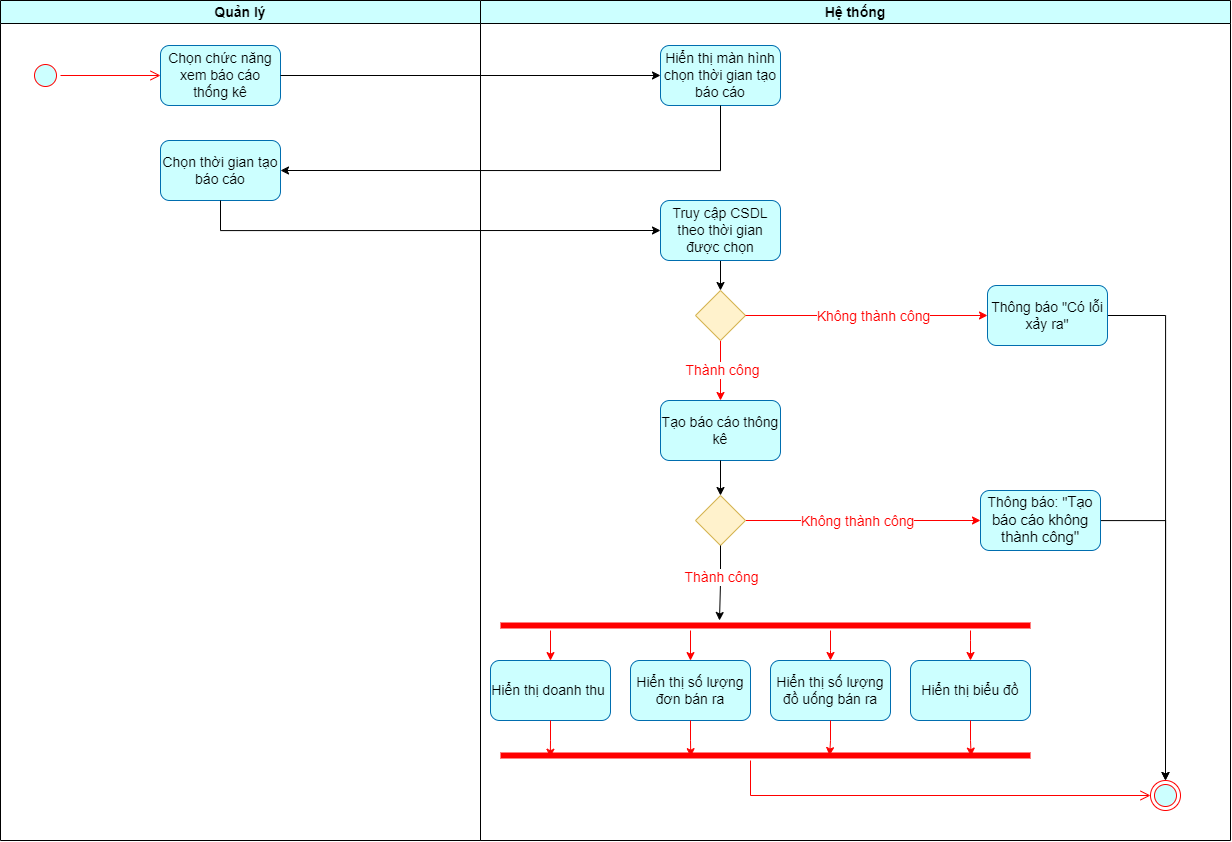 Quản lý
Hệ thống
Chọn chức năng
xem báo cáo
thống kê
Hiển thị màn hình
chọn thời gian tạo
báo cáo
Chọn thời gian tạo
báo cáo
Truy cập CSDL
theo thời gian
được chọn
Không thành công
Thông báo "Có lỗi
xảy ra"
Thành công
Tạo báo cáo thông
kê
Không thành công
Thông báo: "Tạo
báo cáo không
thành công"
Thành công
Hiển thị doanh thu
Hiển thị số lượng
đơn bán ra
Hiển thị số lượng
đồ uống bán ra
Hiển thị biểu đồ